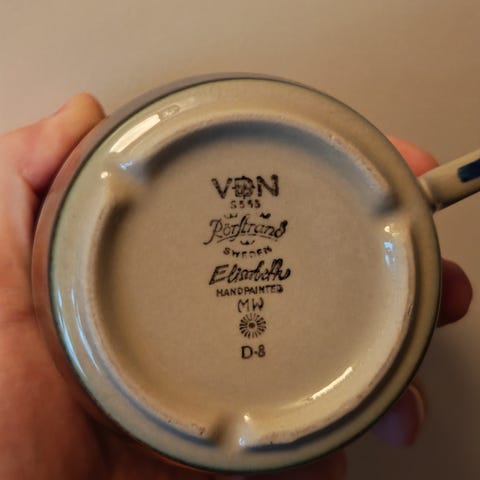 VDN
Rörstrand
SWEDEN
Elisabeth
HANDPAINTED
MW
D-8